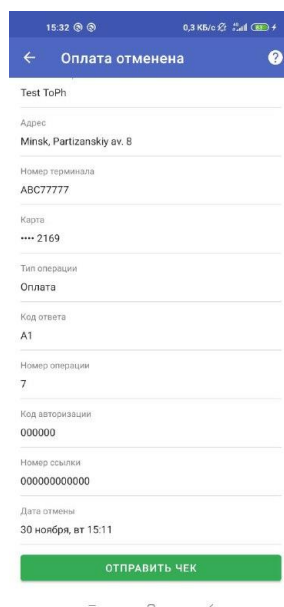 15:32 0,3 КБ/с
Оплата отменена
Test ToPh
Адрес
Minsk, Partizanskiy av. 8
Номер терминала
ABC77777
Карта
•••• 2169
Тип операции
Оплата
Код ответа
A1
Номер операции
7
Код авторизации
000000
Номер ссылки
000000000000
Дата отмены
30 ноября, вт 15:11
ОТПРАВИТЬ ЧЕК